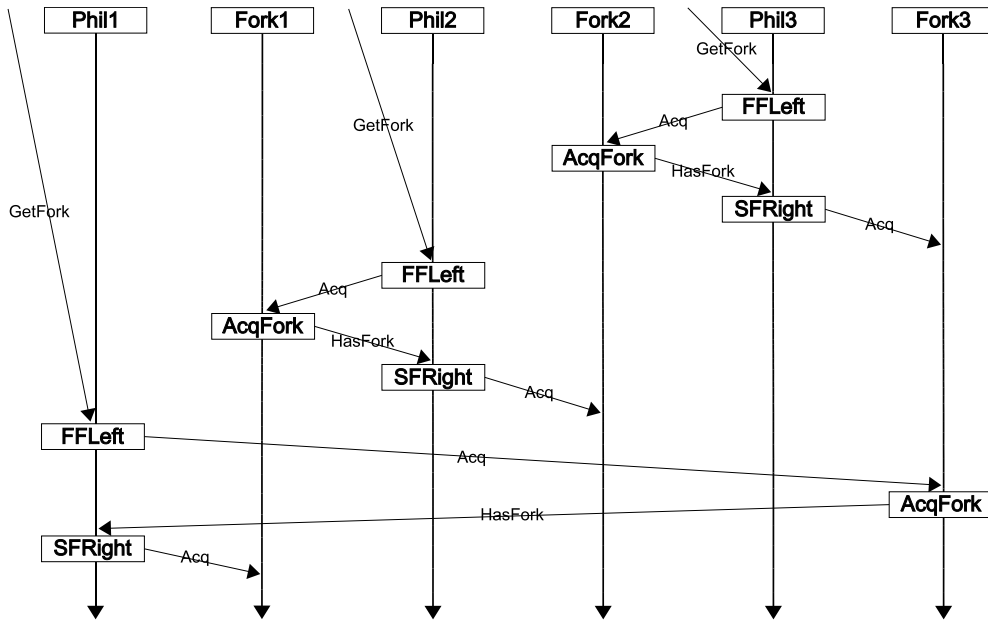 Phil1
Fork1
Phil2
Fork2
Phil3
Fork3
GetFork
FFLeft
Acq
GetFork
AcqFork
HasFork
SFRight
GetFork
Acq
FFLeft
Acq
AcqFork
HasFork
SFRight
Acq
FFLeft
Acq
AcqFork
HasFork
SFRight
Acq